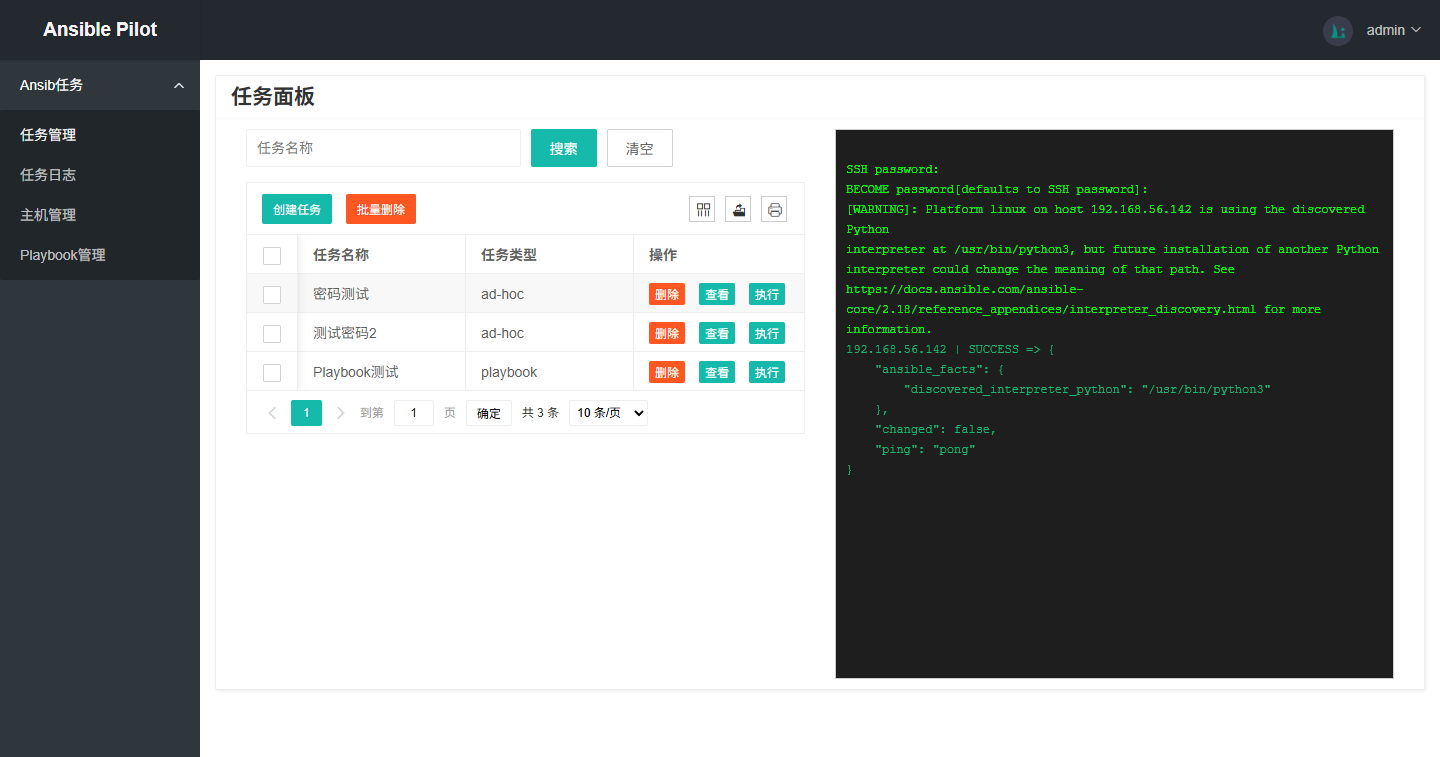 Ansible Pilot
admin
Ansib任务
任务管理
任务日志
主机管理
Playbook管理
任务面板
任务名称
搜索
清空
创建任务
批量删除
任务名称
任务类型
操作
密码测试
ad-hoc
删除
查看
执行
测试密码2
ad-hoc
删除
查看
执行
Playbook测试
playbook
删除
查看
执行
1
到第
1
页
确定
共 3 条
10 条/页
SSH password:
BECOME password[defaults to SSH password]:
[WARNING]: Platform linux on host 192.168.56.142 is using the discovered
Python
interpreter at /usr/bin/python3, but future installation of another Python
interpreter could change the meaning of that path. See
https://docs.ansible.com/ansible-
core/2.18/reference_appendices/interpreter_discovery.html for more
information.
192.168.56.142 | SUCCESS => {
    "ansible_facts": {
        "discovered_interpreter_python": "/usr/bin/python3"
    },
    "changed": false,
    "ping": "pong"
}